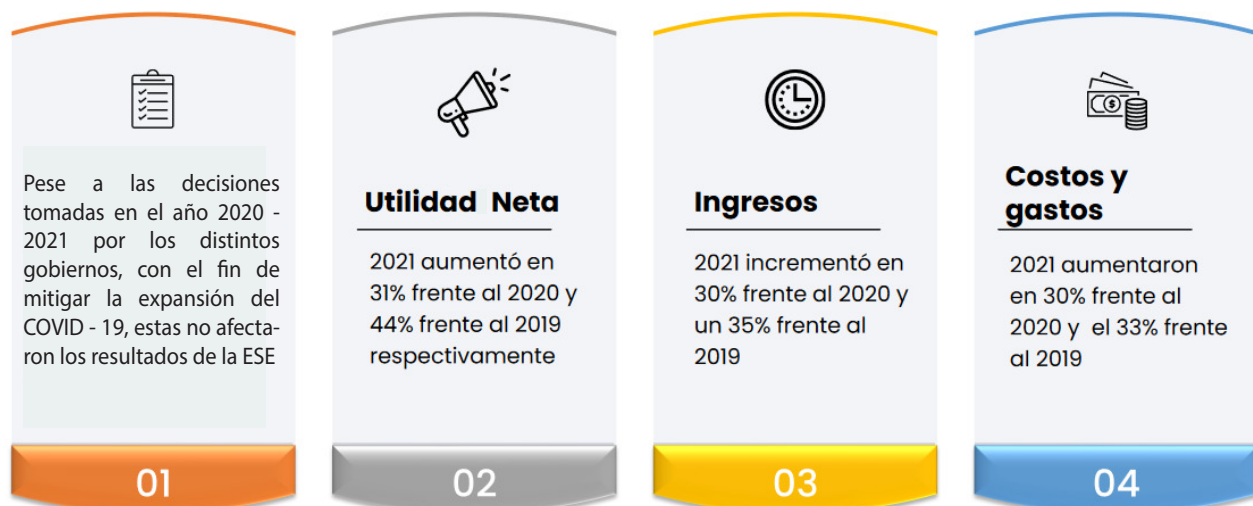 Pese a las decisiones
tomadas en el año 2020 -
2021 por los distintos
gobiernos, con el fin de
mitigar la expansión del
COVID - 19, estas no afecta-
ron los resultados de la ESE
01
Utilidad Neta
2021 aumentó en
31% frente al 2020 y
44% frente al 2019
respectivamente
02
Ingresos
2021 incrementó en
30% frente al 2020 y
un 35% frente al
2019
03
Costos y
gastos
2021 aumentaron
en 30% frente al
2020 y el 33% frente
al 2019
04